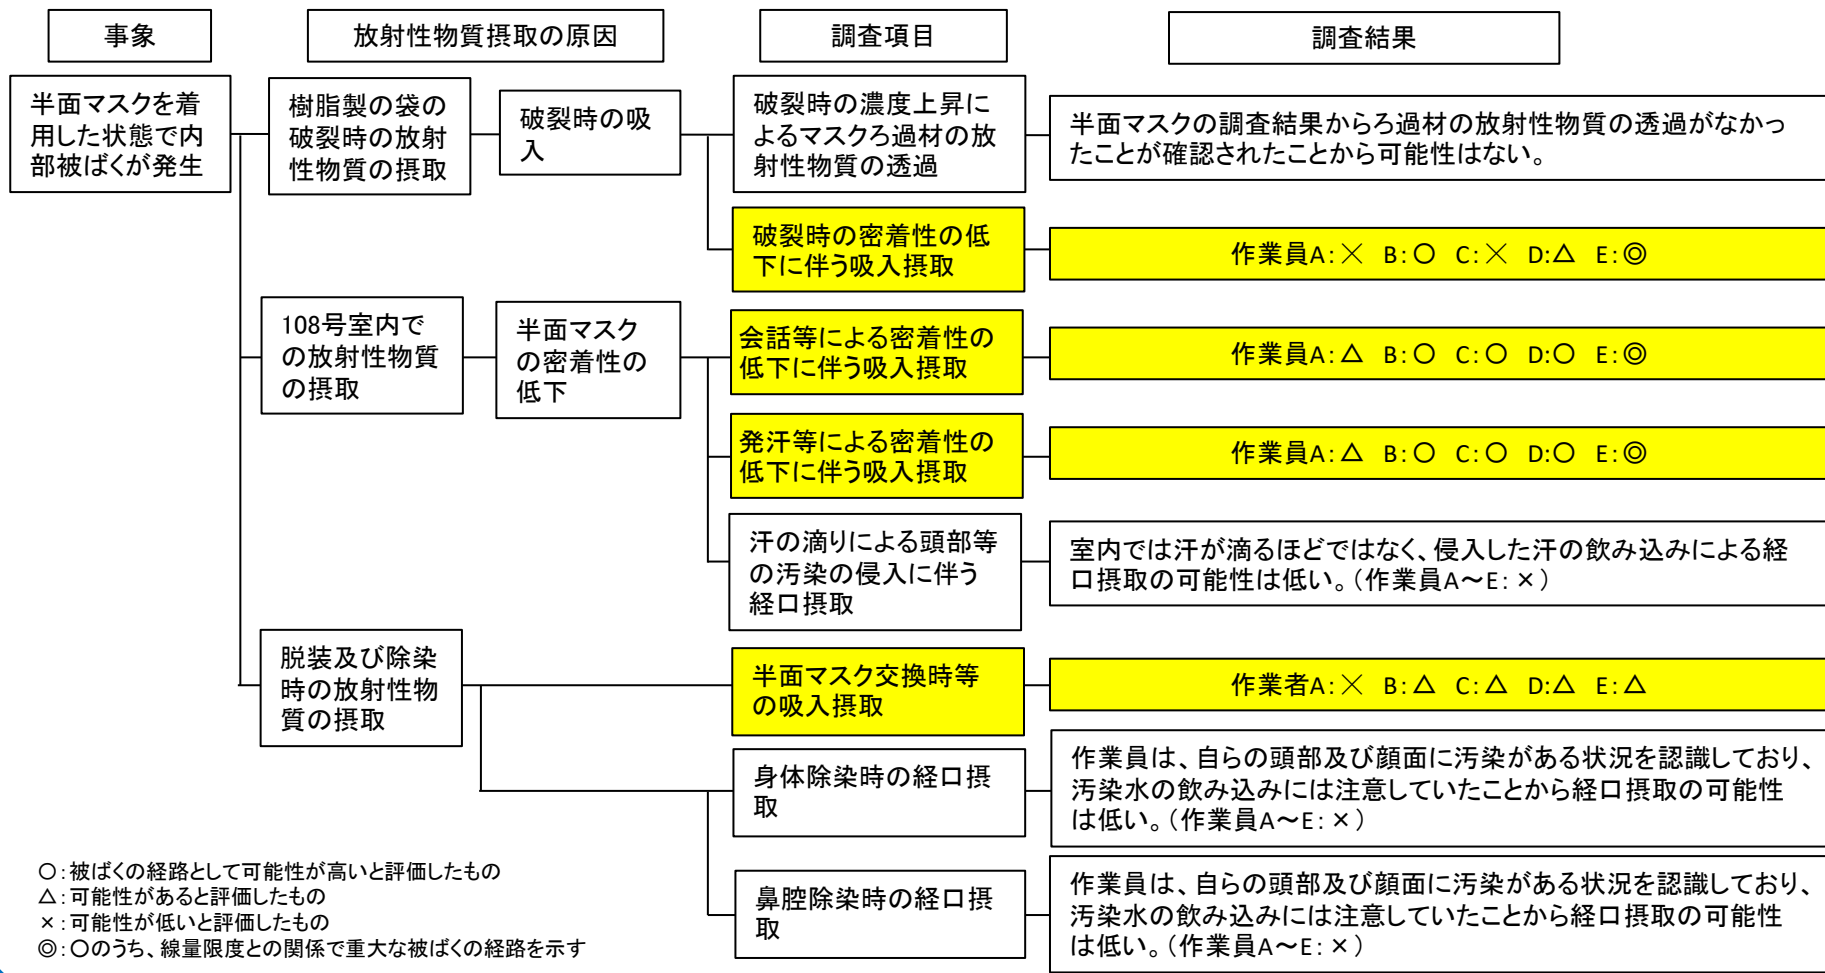 事象
放射性物質摂取の原因
調査項目
調査結果
半面マスクを着
用した状態で内
部被ばくが発生
樹脂製の袋の
破裂時の放射
性物質の摂取
破裂時の吸
入
破裂時の濃度上昇に
よるマスクろ過材の放
射性物質の透過
半面マスクの調査結果からろ過材の放射性物質の透過がなかっ
たことが確認されたことから可能性はない。
破裂時の密着性の低
下に伴う吸入摂取
作業員A:× B:○ C:× D:△ E:◎
108号室内で
の放射性物質
の摂取
半面マスク
の密着性の
低下
会話等による密着性の
低下に伴う吸入摂取
作業員A:△ B:○ C:○ D:○ E:◎
発汗等による密着性の
低下に伴う吸入摂取
作業員A:△ B:○ C:○ D:○ E:◎
汗の滴りによる頭部等
の汚染の侵入に伴う
経口摂取
室内では汗が滴るほどではなく、侵入した汗の飲み込みによる経
口摂取の可能性は低い。(作業員A～E:×)
脱装及び除染
時の放射性物
質の摂取
半面マスク交換時等
の吸入摂取
作業者A:× B:△ C:△ D:△ E:△
身体除染時の経口摂
取
作業員は、自らの頭部及び顔面に汚染がある状況を認識しており、
汚染水の飲み込みには注意していたことから経口摂取の可能性
は低い。(作業員A～E:×)
鼻腔除染時の経口摂
取
作業員は、自らの頭部及び顔面に汚染がある状況を認識しており、
汚染水の飲み込みには注意していたことから経口摂取の可能性
は低い。(作業員A～E:×)
○:被ばくの経路として可能性が高いと評価したもの
△:可能性があると評価したもの
×:可能性が低いと評価したもの
◎:○のうち、線量限度との関係で重大な被ばくの経路を示す